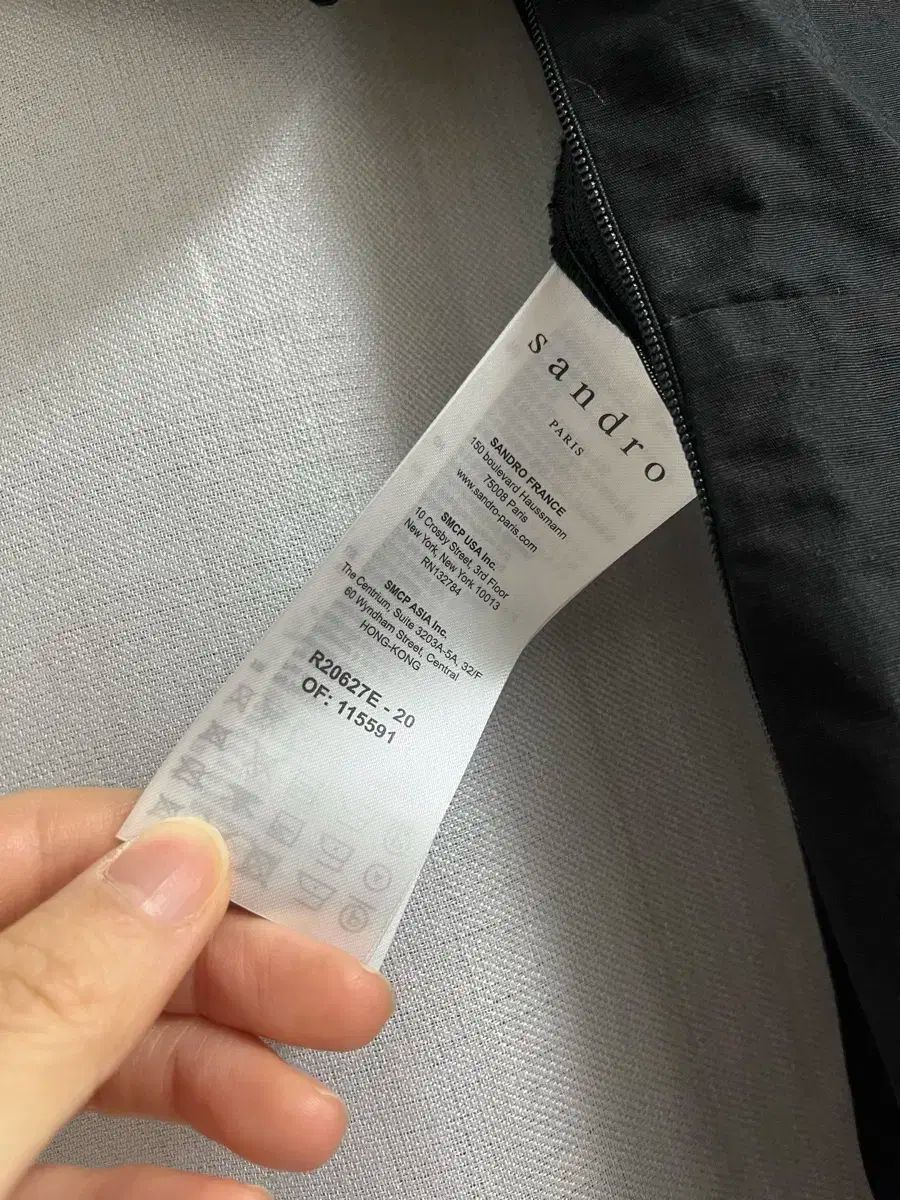 sandro
PARIS
SANDRO FRANCE
150 boulevard Haussmann
75008 Paris
www.sandro-paris.com
SMCP USA Inc.
10 Crosby Street, 3rd Floor
New York, New York 10013
RN132784
SMCP ASIA Inc.
The Centrium, Suite 3203A-5A, 32/F
60 Wyndham Street, Central
HONG-KONG
R20627E - 20
OF: 115591